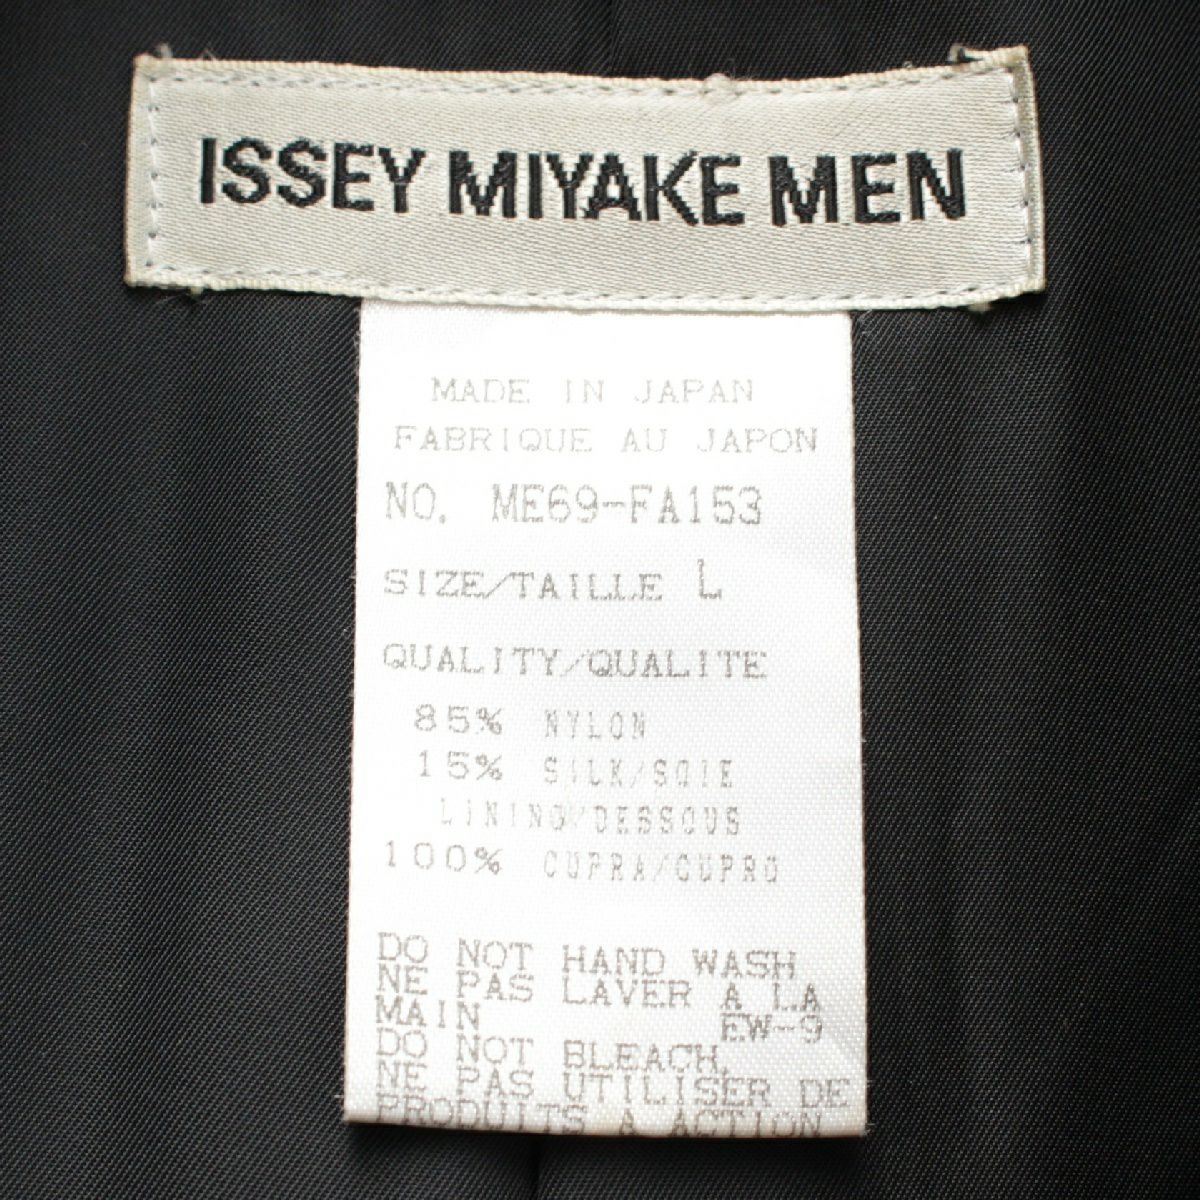 ISSEY MIYAKE MEN
MADE IN JAPAN
FABRIQUE AU JAPON
NO. ME69-FA153
SIZE/TAILLE L
QUALITY/QUALITE
85% NYLON
15% SILK/SOIE
LINING/DESSOUS
100% CUPRA/CUPRO
DO NOT HAND WASH
NE PAS LAVER A LA
MAIN EW-9
DO NOT BLEACH.
NE PAS UTILISER DE
PRODUITS A ACTION